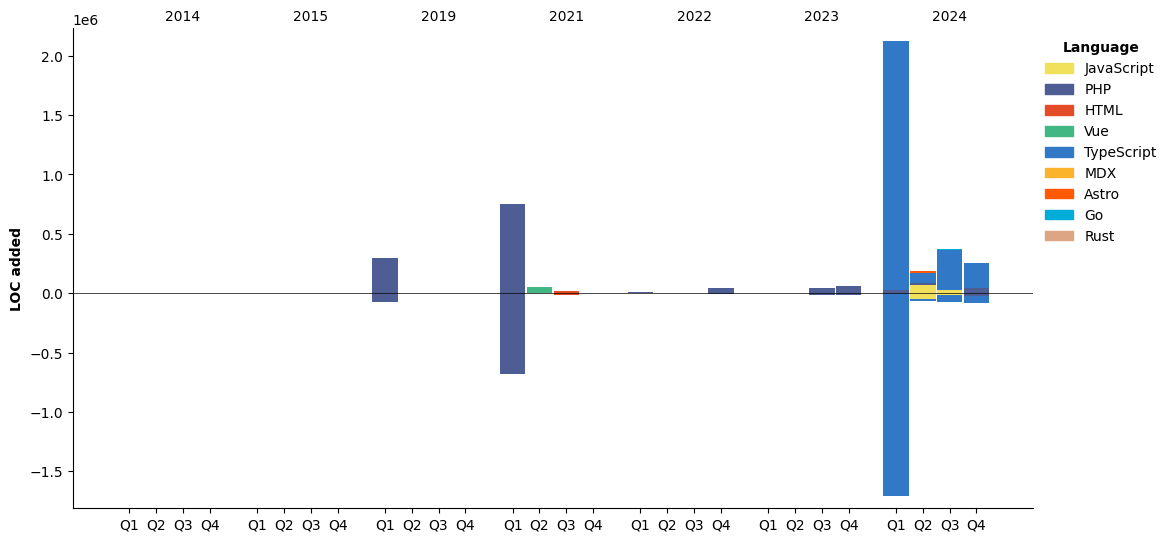 1e6
2014 2015 2019 2021 2022 2023 2024
Language
JavaScript
PHP
HTML
Vue
TypeScript
MDX
Astro
Go
Rust
LOC added
2.0
1.5
1.0
0.5
0.0
−0.5
−1.0
−1.5
Q1 Q2 Q3 Q4 Q1 Q2 Q3 Q4 Q1 Q2 Q3 Q4 Q1 Q2 Q3 Q4 Q1 Q2 Q3 Q4 Q1 Q2 Q3 Q4 Q1 Q2 Q3 Q4